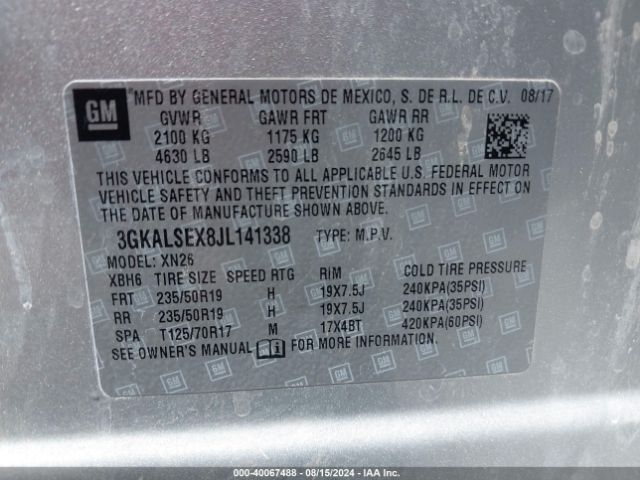 GM
MFD BY GENERAL MOTORS DE MEXICO, S. DE R.L. DE C.V. 08/17
GVWR GAWR FRT GAWR RR
2100 KG 1175 KG 1200 KG
4630 LB 2590 LB 2645 LB
THIS VEHICLE CONFORMS TO ALL APPLICABLE U.S. FEDERAL MOTOR
VEHICLE SAFETY AND THEFT PREVENTION STANDARDS IN EFFECT ON
THE DATE OF MANUFACTURE SHOWN ABOVE.
3GKALSEX8JL141338 TYPE: M.P.V.
MODEL: XN26
XBH6 TIRE SIZE SPEED RTG RIM COLD TIRE PRESSURE
FRT 235/50R19 H 19X7.5J 240KPA(35PSI)
RR 235/50R19 H 19X7.5J 240KPA(35PSI)
SPA T125/70R17 M 17X4BT 420KPA(60PSI)
SEE OWNER'S MANUAL i FOR MORE INFORMATION.
© COPY - 40067488 - 08/15/2024 - IAA Inc.